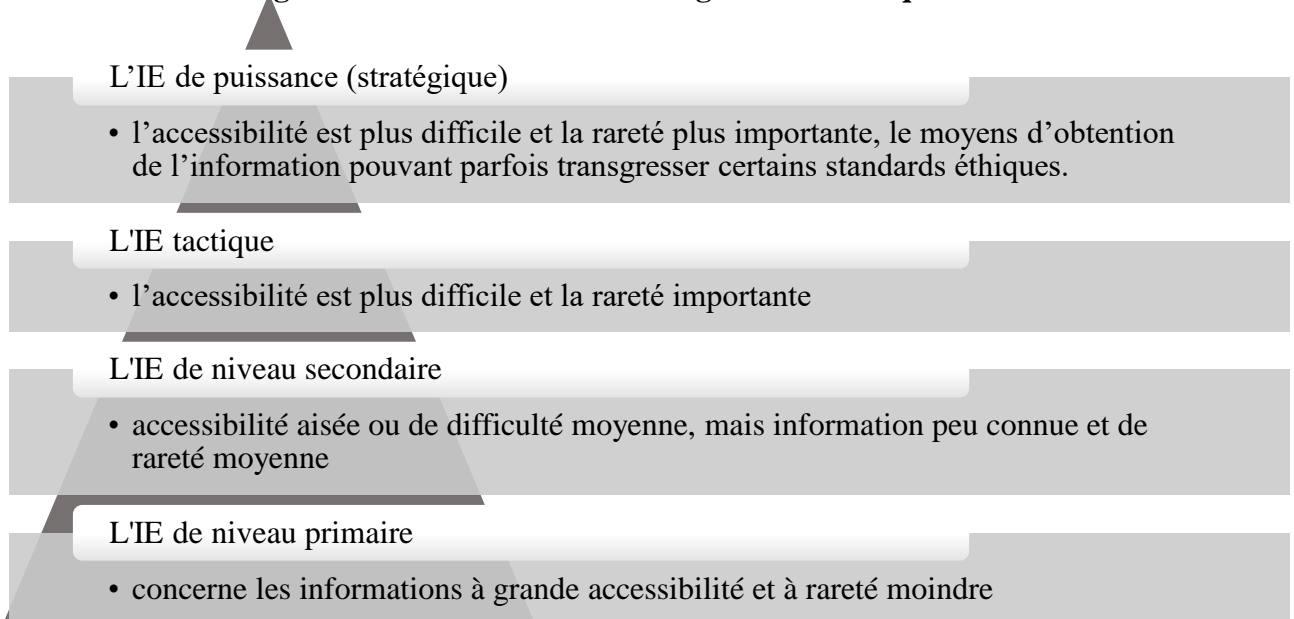 L’IE de puissance (stratégique)
• l’accessibilité est plus difficile et la rareté plus importante, le moyens d’obtention
de l’information pouvant parfois transgresser certains standards éthiques.
L'IE tactique
• l’accessibilité est plus difficile et la rareté importante
L'IE de niveau secondaire
• accessibilité aisée ou de difficulté moyenne, mais information peu connue et de
rareté moyenne
L'IE de niveau primaire
• concerne les informations à grande accessibilité et à rareté moindre